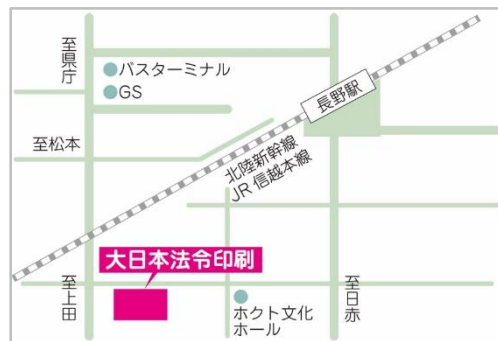 至県庁
バスターミナル
GS
長野駅
至松本
北陸新幹線
JR信越本線
大日本法令印刷
至上田
ホクト文化
ホール
至日赤